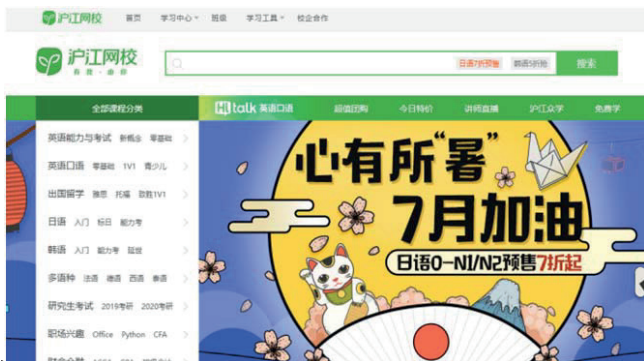 沪江网校 首页 学习中心 班级 学习工具 校企合作
沪江网校
日语7折预售 韩语5折抢 搜索
全部课程分类 Hitalk 英语口语 超值团购 今日特价 讲师直播 沪江众学 免费学
英语能力与考试 新概念 零基础
英语口语 零基础 1V1 青少儿
出国留学 雅思 托福 欧胜1V1
日语 入门 标日 能力考
韩语 入门 能力考 延世
多语种 法语 德语 西语 泰语
研究生考试 2019考研 2020考研
职场兴趣 Office Python CFA
心有所“暑”
7月加油
日语0-N1/N2预售7折起